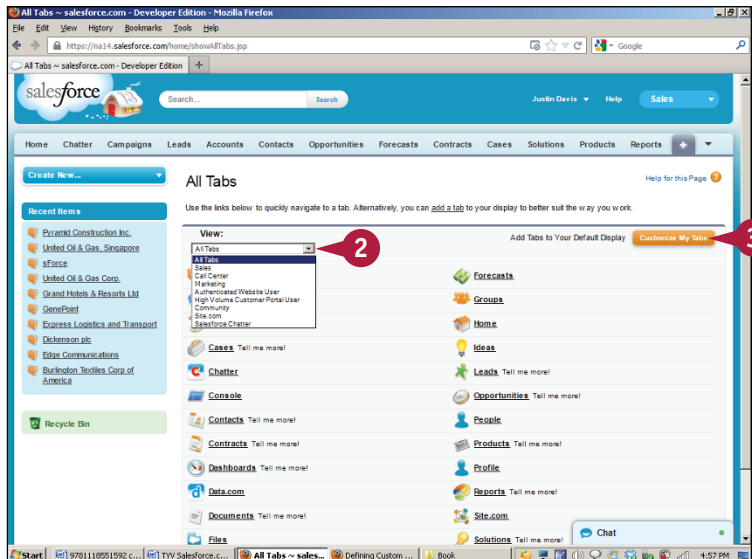 All Tabs ~ salesforce.com - Developer Edition - Mozilla Firefox
File Edit View History Bookmarks Tools Help
https://na14.salesforce.com/home/showAllTabs.jsp
Google
All Tabs ~ salesforce.com - Developer Edition
salesforce
Search...
Search
Justin Davis
Help
Sales
Home Chatter Campaigns Leads Accounts Contacts Opportunities Forecasts Contracts Cases Solutions Products Reports +
Create New...
All Tabs
Help for this Page
Use the links below to quickly navigate to a tab. Alternatively, you can add a tab to your display to better suit the way you work.
Recent Items
Pyramid Construction Inc.
United Oil & Gas, Singapore
sForce
United Oil & Gas Corp.
Grand Hotels & Resorts Ltd
GenePoint
Express Logistics and Transport
Dickenson plc
Edge Communications
Burlington Textiles Corp of
America
Recycle Bin
View:
All Tabs
2
Add Tabs to Your Default Display
Customize My Tabs
3
All Tabs
Sales
Call Center
Marketing
Authenticated Website User
High Volume Customer Portal User
Community
Site.com
Salesforce Chatter
Forecasts
Groups
Home
Cases Tell me more!
Ideas
Chatter
Leads Tell me more!
Console
Opportunities Tell me more!
Contacts Tell me more!
People
Contracts Tell me more!
Products Tell me more!
Dashboards Tell me more!
Profile
Data.com
Reports Tell me more!
Documents Tell me more!
Site.com
Files
Solutions Tell me more!
Chat
Start
9781118551592 c...
TYV Salesforce.c...
All Tabs ~ sales...
Defining Custom ...
Book
4:57 PM